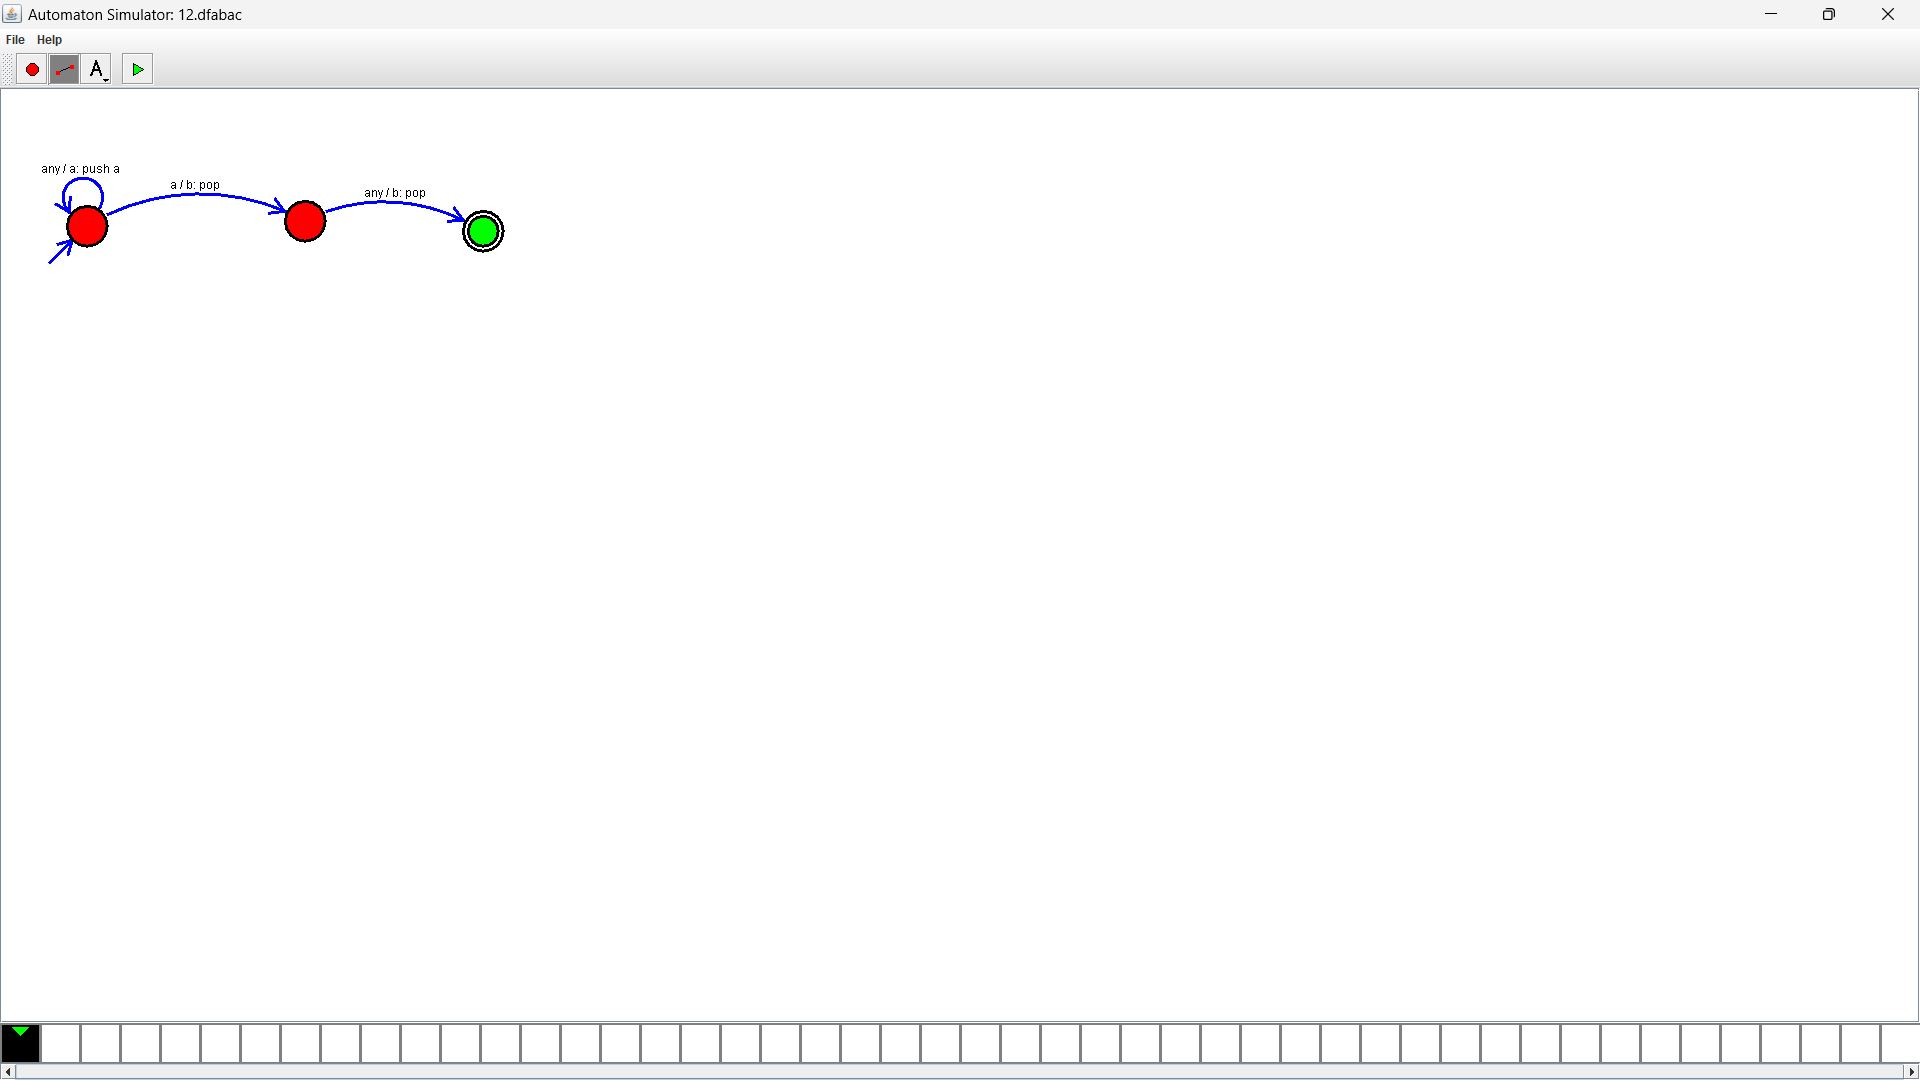 Automaton Simulator: 12.dfabac
File Help
A
any / a: push a
a / b: pop
any / b: pop